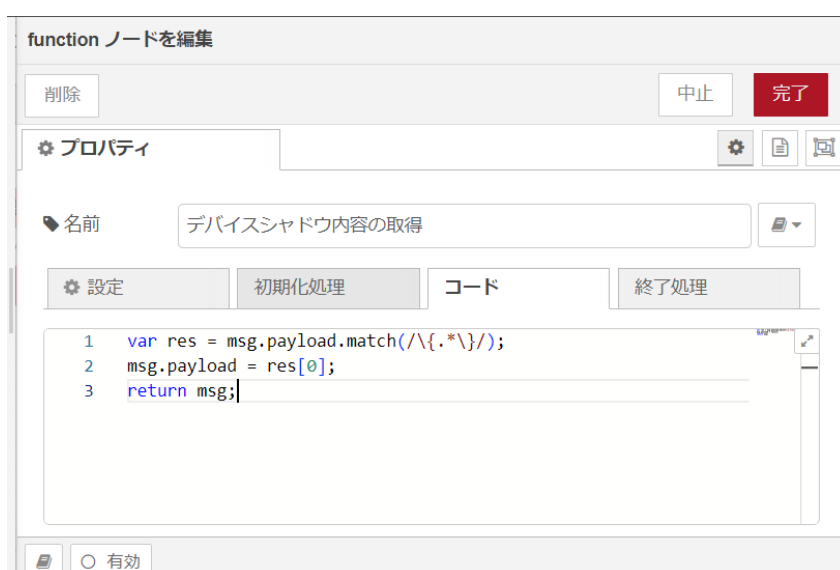 function ノードを編集
削除 中止 完了
プロパティ
名前 デバイスシャドウ内容の取得
設定 初期化処理 コード 終了処理
1 var res = msg.payload.match(/\{.*\}/);
2 msg.payload = res[0];
3 return msg;
有効